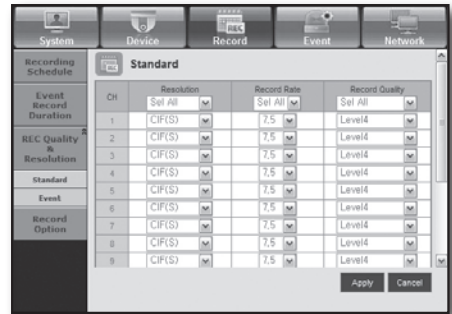 System Device Record Event Network
REC
Recording
Schedule
Event
Record
Duration
REC Quality
&
Resolution
Standard
Event
Record
Option
Standard
CH Resolution Record Rate Record Quality
Sel All Sel All Sel All
1 CIF(S) 7,5 Level4
2 CIF(S) 7,5 Level4
3 CIF(S) 7,5 Level4
4 CIF(S) 7,5 Level4
5 CIF(S) 7,5 Level4
6 CIF(S) 7,5 Level4
7 CIF(S) 7,5 Level4
8 CIF(S) 7,5 Level4
9 CIF(S) 7,5 Level4
Apply Cancel